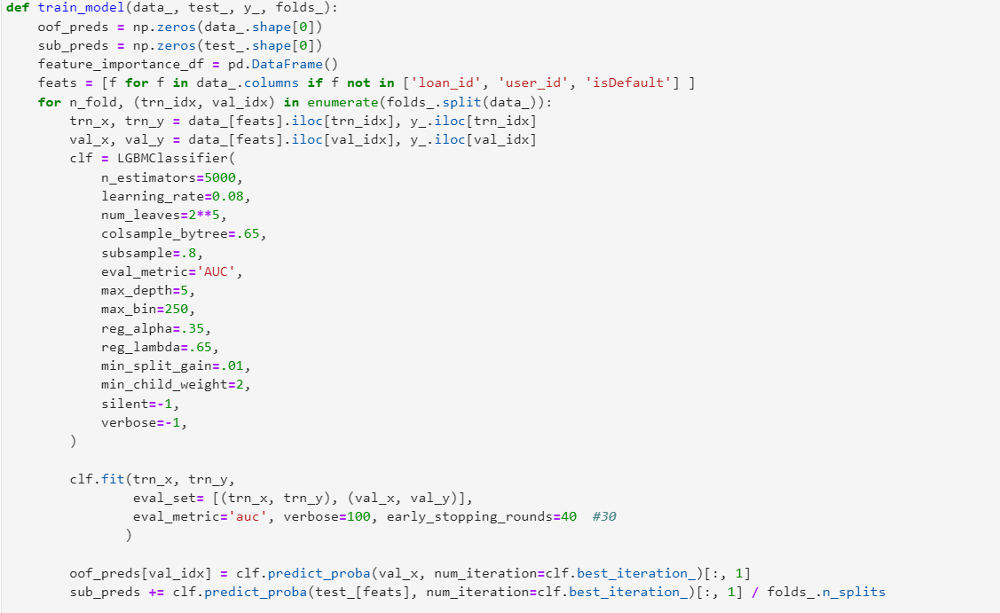 def train_model(data_, test_, y_, folds_):
    oof_preds = np.zeros(data_.shape[0])
    sub_preds = np.zeros(test_.shape[0])
    feature_importance_df = pd.DataFrame()
    feats = [f for f in data_.columns if f not in ['loan_id', 'user_id', 'isDefault'] ]
    for n_fold, (trn_idx, val_idx) in enumerate(folds_.split(data_)):
        trn_x, trn_y = data_[feats].iloc[trn_idx], y_.iloc[trn_idx]
        val_x, val_y = data_[feats].iloc[val_idx], y_.iloc[val_idx]
        clf = LGBMClassifier(
            n_estimators=5000,
            learning_rate=0.08,
            num_leaves=2**5,
            colsample_bytree=.65,
            subsample=.8,
            eval_metric='AUC',
            max_depth=5,
            max_bin=250,
            reg_alpha=.35,
            reg_lambda=.65,
            min_split_gain=.01,
            min_child_weight=2,
            silent=-1,
            verbose=-1,
        )

        clf.fit(trn_x, trn_y,
                eval_set= [(trn_x, trn_y), (val_x, val_y)],
                eval_metric='auc', verbose=100, early_stopping_rounds=40  #30
               )

        oof_preds[val_idx] = clf.predict_proba(val_x, num_iteration=clf.best_iteration_)[:, 1]
        sub_preds += clf.predict_proba(test_[feats], num_iteration=clf.best_iteration_)[:, 1] / folds_.n_splits